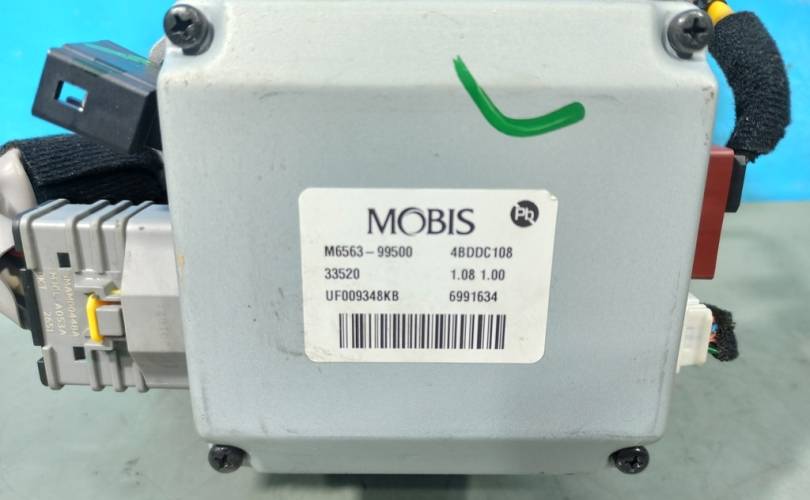 MOBIS
Pb
M6563-99500 4BDDC108
33520 1.08 1.00
UF009348KB 6991634